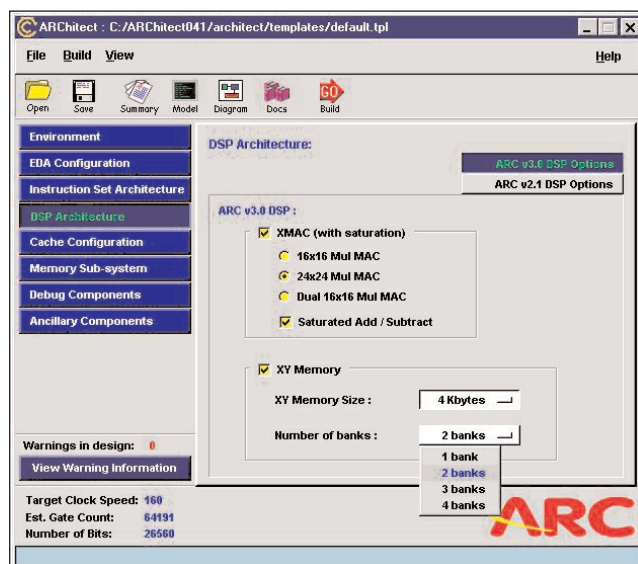 ARChitect : C:/ARChitect041/architect/templates/default.tpl
File Build View Help
Open Save Summary Model Diagram Docs Build
Environment
EDA Configuration
Instruction Set Architecture
DSP Architecture
Cache Configuration
Memory Sub-system
Debug Components
Ancillary Components
Warnings in design: 0
View Warning Information
Target Clock Speed: 160
Est. Gate Count: 64191
Number of Bits: 26560
DSP Architecture:
ARC v3.0 DSP Options
ARC v2.1 DSP Options
ARC v3.0 DSP :
XMAC (with saturation)
16x16 Mul MAC
24x24 Mul MAC
Dual 16x16 Mul MAC
Saturated Add / Subtract
XY Memory
XY Memory Size : 4 Kbytes
Number of banks : 2 banks
1 bank
2 banks
3 banks
4 banks
ARC